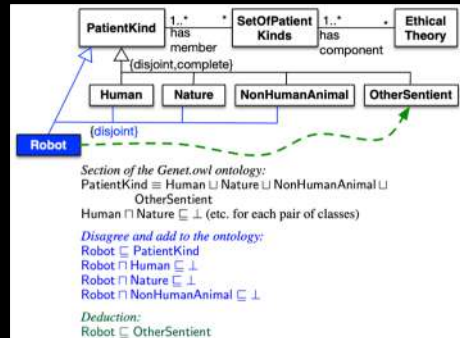 1..* * 1..* *
PatientKind has member SetOfPatient Kinds has component Ethical Theory
{disjoint,complete}
Human Nature NonHumanAnimal OtherSentient
{disjoint}
Robot
Section of the Genet.owl ontology:
PatientKind ≡ Human ⊔ Nature ⊔ NonHumanAnimal ⊔
OtherSentient
Human ⊓ Nature ⊑ ⊥ (etc. for each pair of classes)
Disagree and add to the ontology:
Robot ⊑ PatientKind
Robot ⊓ Human ⊑ ⊥
Robot ⊓ Nature ⊑ ⊥
Robot ⊓ NonHumanAnimal ⊑ ⊥
Deduction:
Robot ⊑ OtherSentient